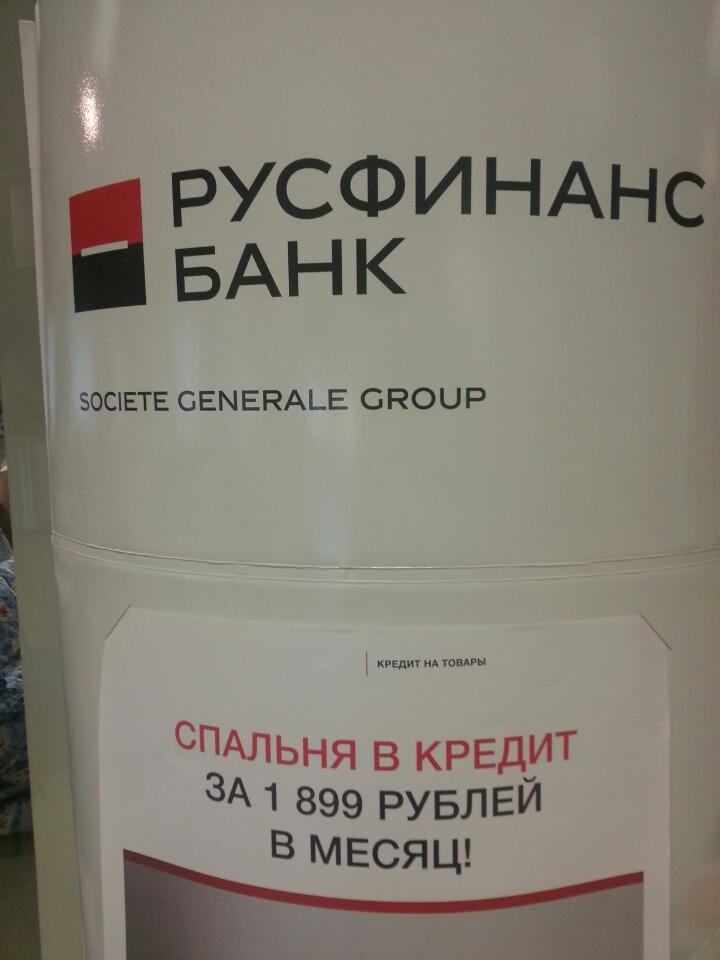 РУСФИНАНС
БАНК
SOCIETE GENERALE GROUP
КРЕДИТ НА ТОВАРЫ
СПАЛЬНЯ В КРЕДИТ
ЗА 1 899 РУБЛЕЙ
В МЕСЯЦ!